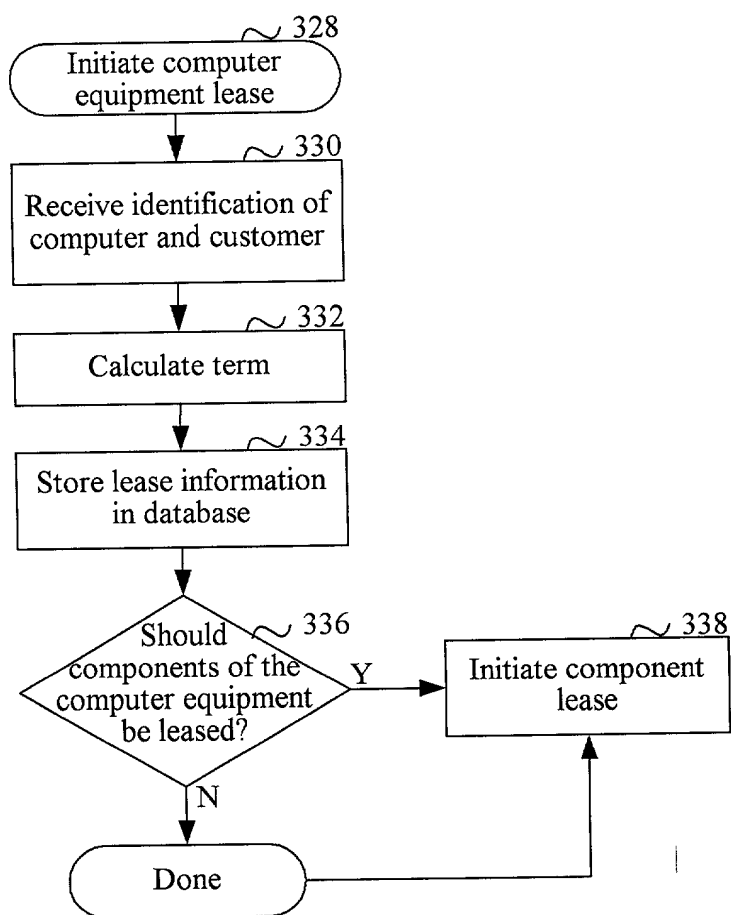 328
Initiate computer
equipment lease
330
Receive identification of
computer and customer
332
Calculate term
334
Store lease information
in database
336
Should
components of the
computer equipment
be leased?
Y
338
Initiate component
lease
N
Done